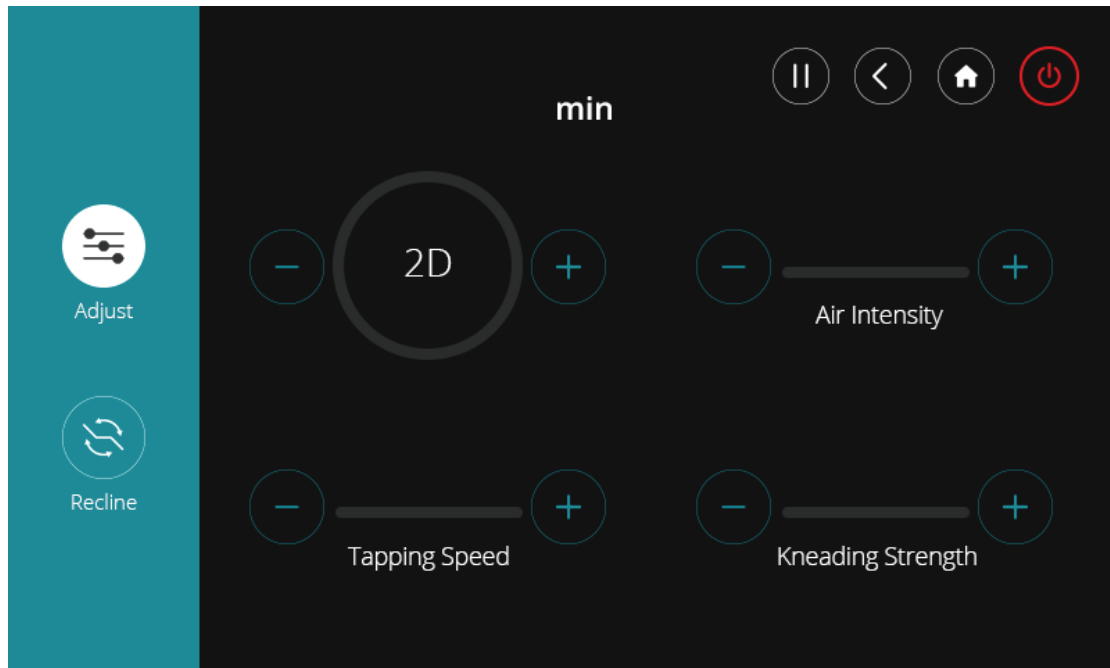 min
2D
Adjust
Air Intensity
Recline
Tapping Speed
Kneading Strength